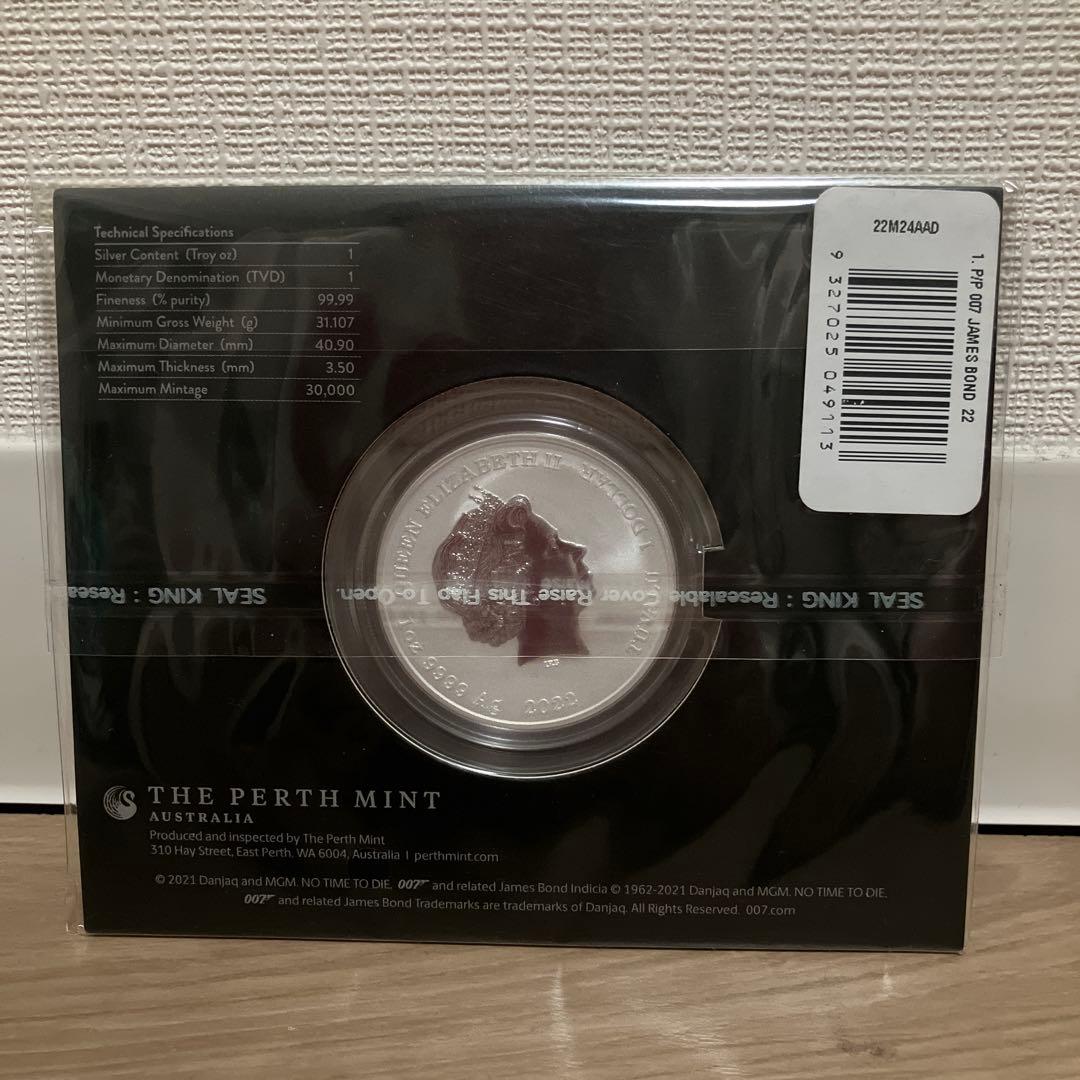 Technical Specifications
Silver Content (Troy oz) 1
Monetary Denomination (TVD) 1
Fineness (% purity) 99.99
Minimum Gross Weight (g) 31.107
Maximum Diameter (mm) 40.90
Maximum Thickness (mm) 3.50
Maximum Mintage 30,000
22M24AAD
9 327025 049113
1. P/P 007 JAMES BOND 22
QUEEN ELIZABETH II 1 DOLLAR TUVALU
1oz 9999 Ag 2022
SEAL KING : Resealable Cover Raise This Flap To Open. SEAL KING : Reseal
THE PERTH MINT
AUSTRALIA
Produced and inspected by The Perth Mint
310 Hay Street, East Perth, WA 6004, Australia | perthmint.com
© 2021 Danjaq and MGM. NO TIME TO DIE, 007 and related James Bond Indicia © 1962-2021 Danjaq and MGM. NO TIME TO DIE,
007 and related James Bond Trademarks are trademarks of Danjaq. All Rights Reserved. 007.com